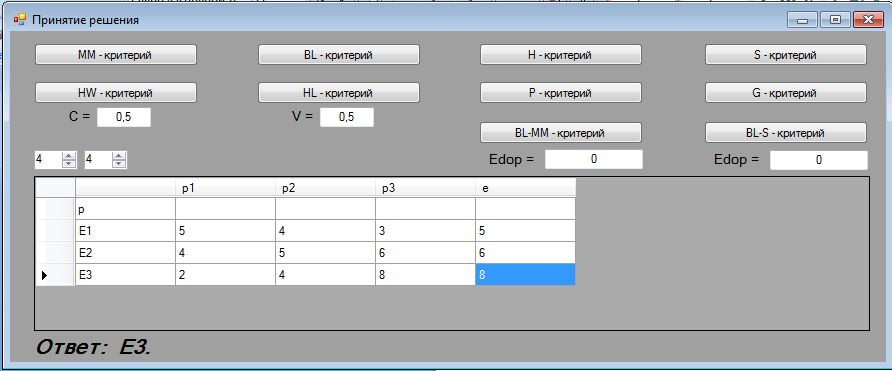 Принятие решения
MM - критерий BL - критерий H - критерий S - критерий
HW - критерий HL - критерий P - критерий G - критерий
C = 0,5 V = 0,5
BL-MM - критерий BL-S - критерий
4 4 Edop = 0 Edop = 0
p1 p2 p3 e
p
E1 5 4 3 5
E2 4 5 6 6
E3 2 4 8 8
Ответ: E3.